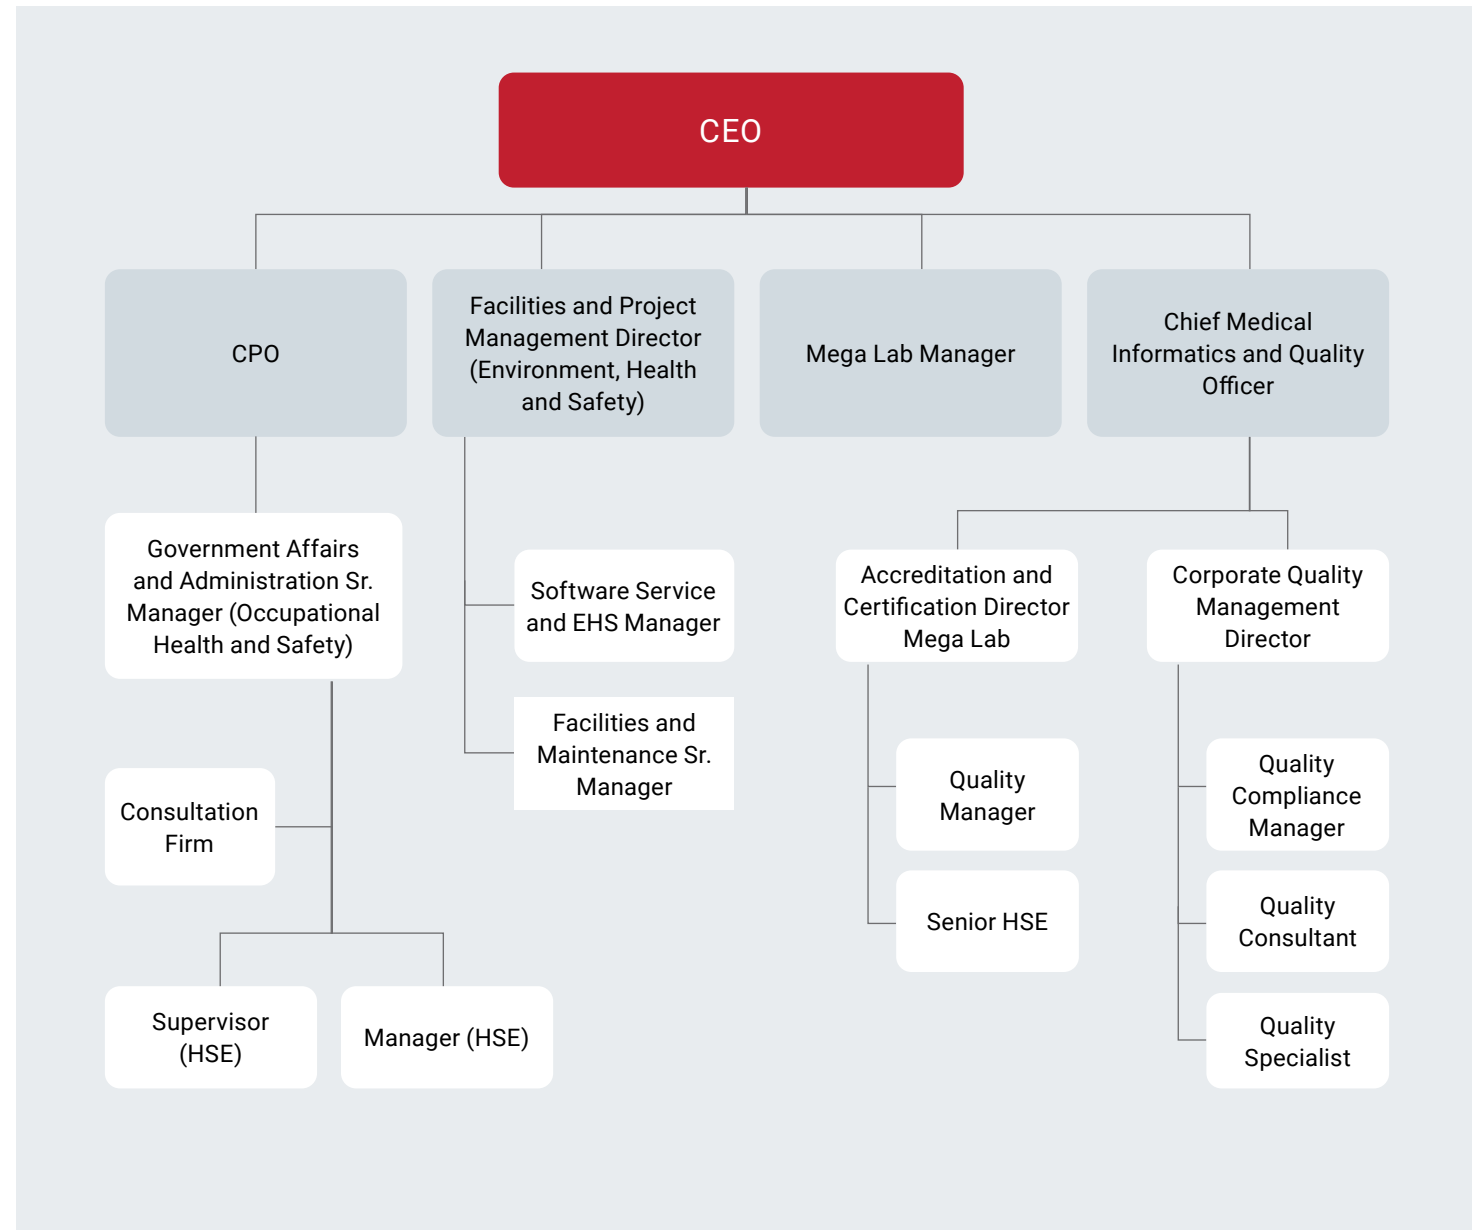 CEO
CPO
Facilities and Project
Management Director
(Environment, Health
and Safety)
Mega Lab Manager
Chief Medical
Informatics and Quality
Officer
Government Affairs
and Administration Sr.
Manager (Occupational
Health and Safety)
Software Service
and EHS Manager
Accreditation and
Certification Director
Mega Lab
Corporate Quality
Management
Director
Facilities and
Maintenance Sr.
Manager
Consultation
Firm
Quality
Manager
Quality
Compliance
Manager
Senior HSE
Quality
Consultant
Supervisor
(HSE)
Manager (HSE)
Quality
Specialist